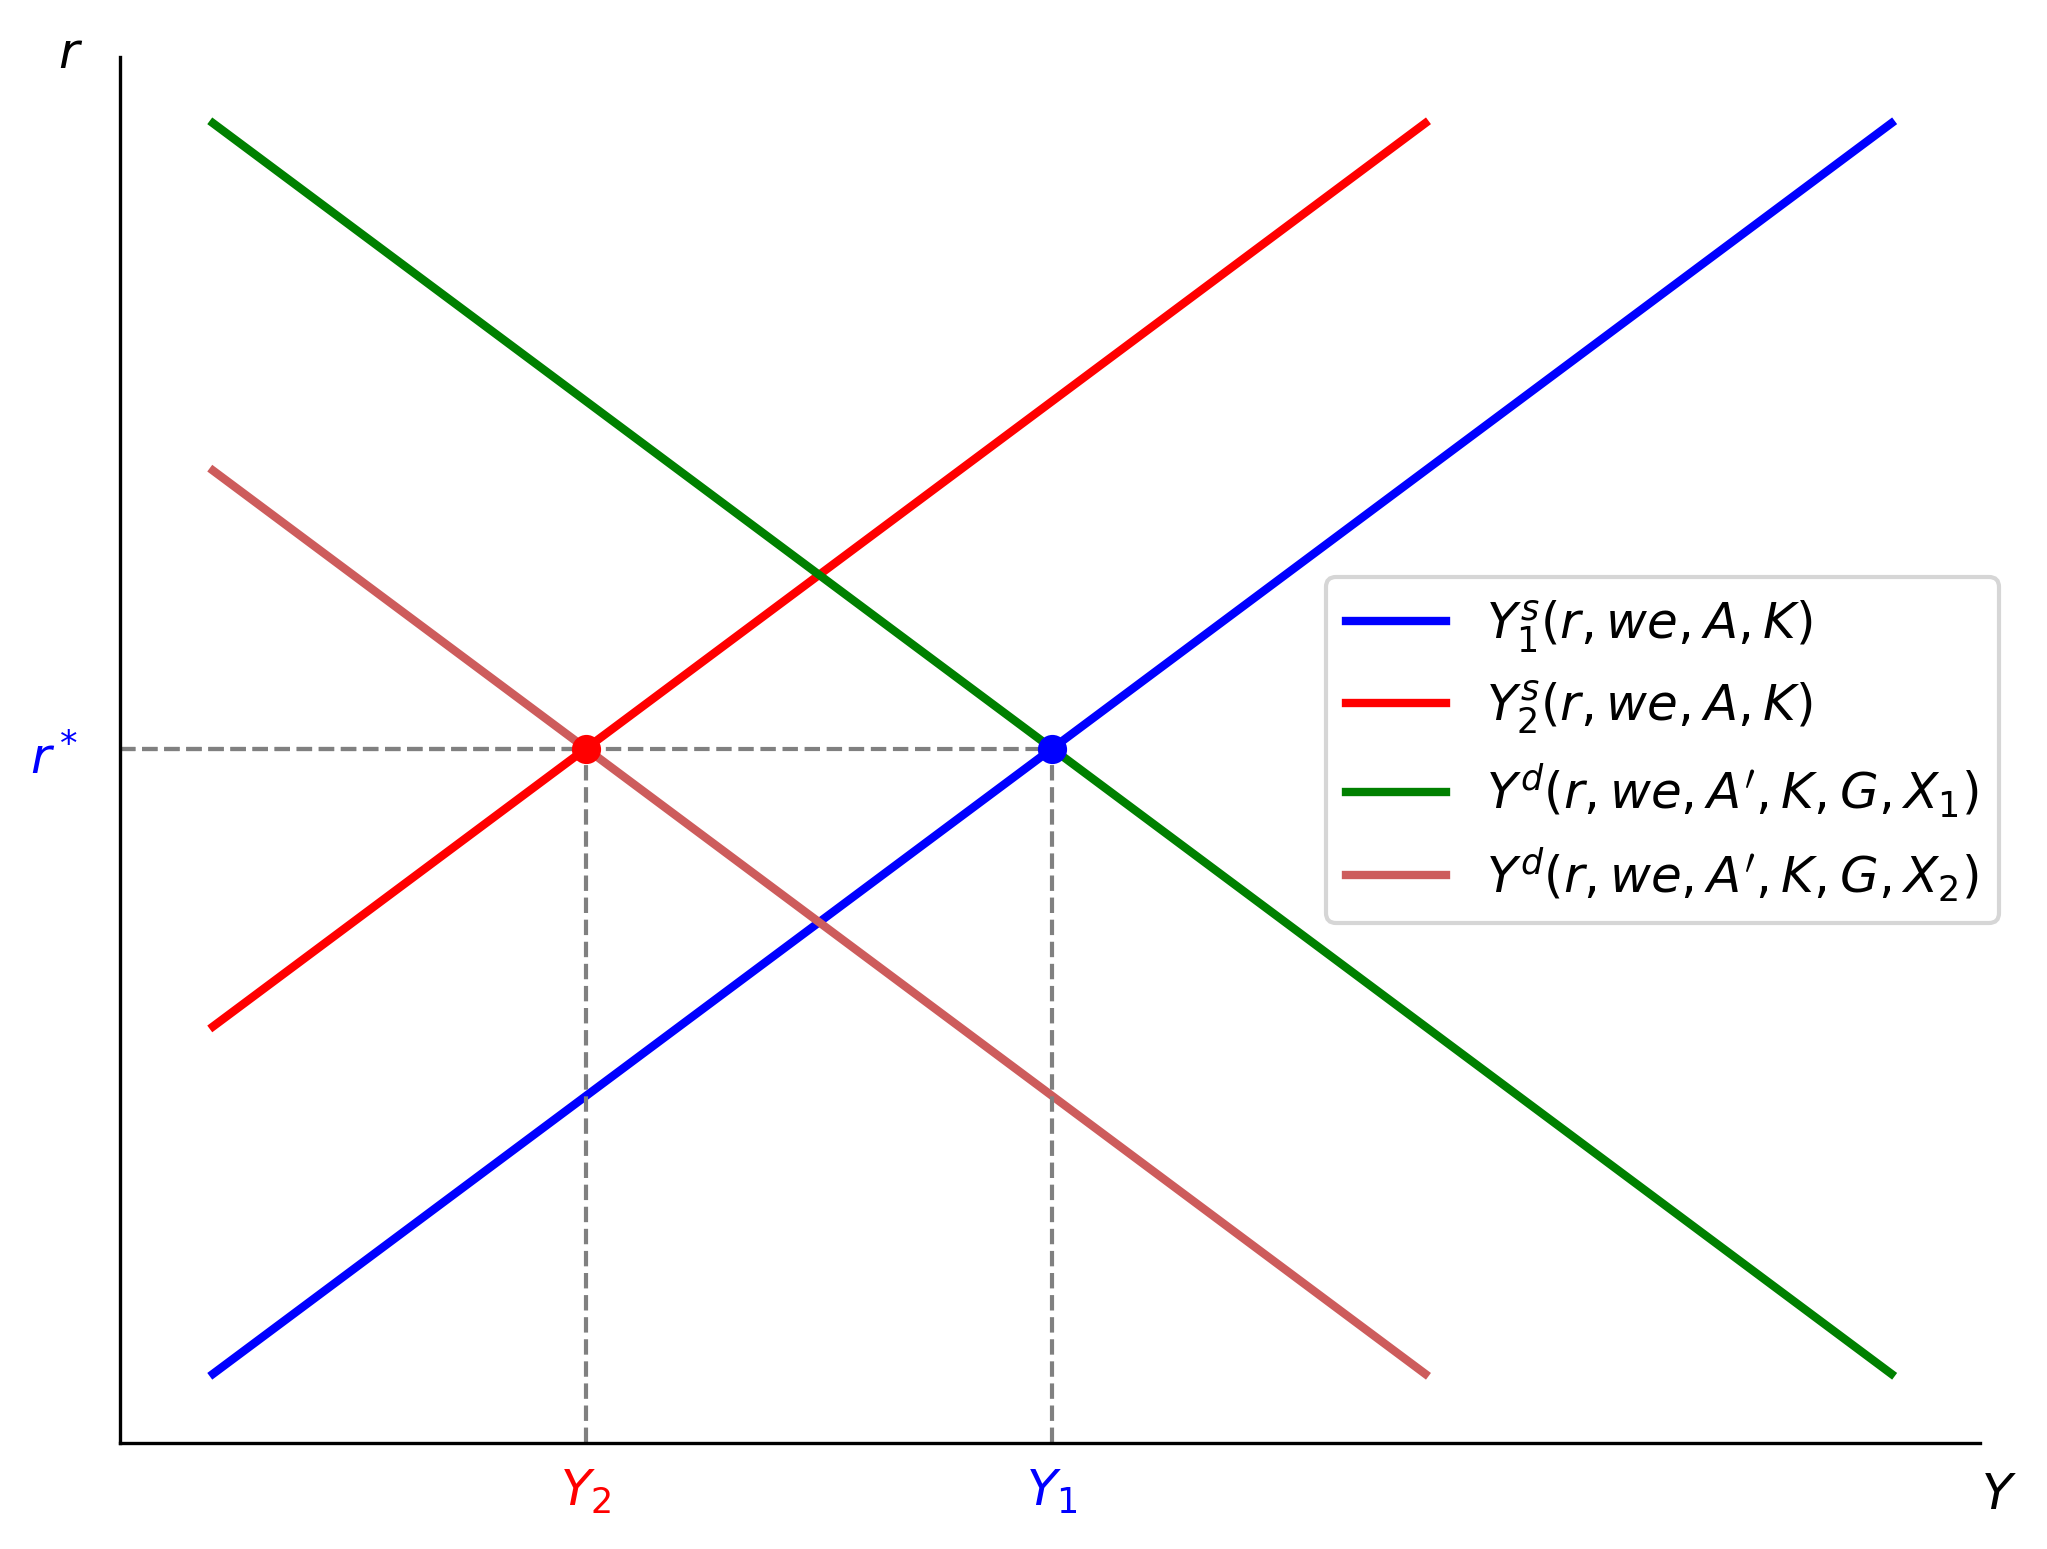 r
r*
Y₁ˢ(r, we, A, K)
Y₂ˢ(r, we, A, K)
Yᵈ(r, we, A′, K, G, X₁)
Yᵈ(r, we, A′, K, G, X₂)
Y₂
Y₁
Y